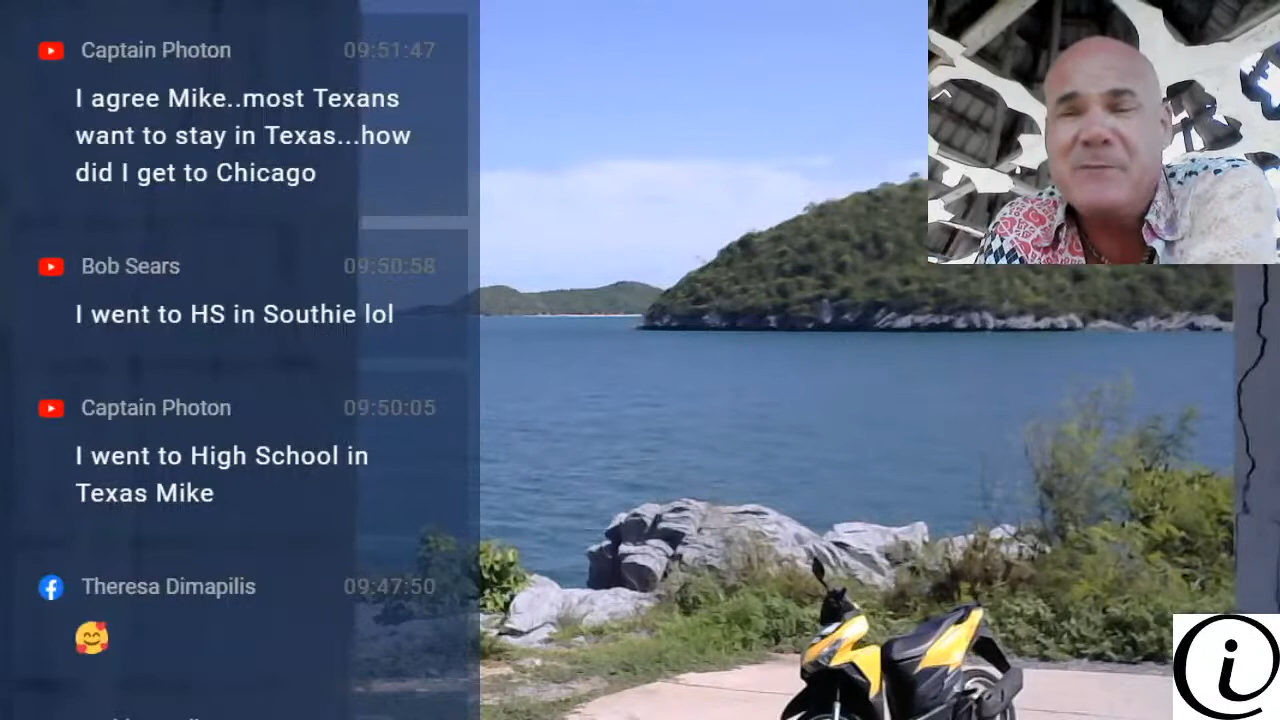 Captain Photon 09:51:47
I agree Mike..most Texans
want to stay in Texas...how
did I get to Chicago
Bob Sears 09:50:58
I went to HS in Southie lol
Captain Photon 09:50:05
I went to High School in
Texas Mike
Theresa Dimapilis 09:47:50
🥰
i